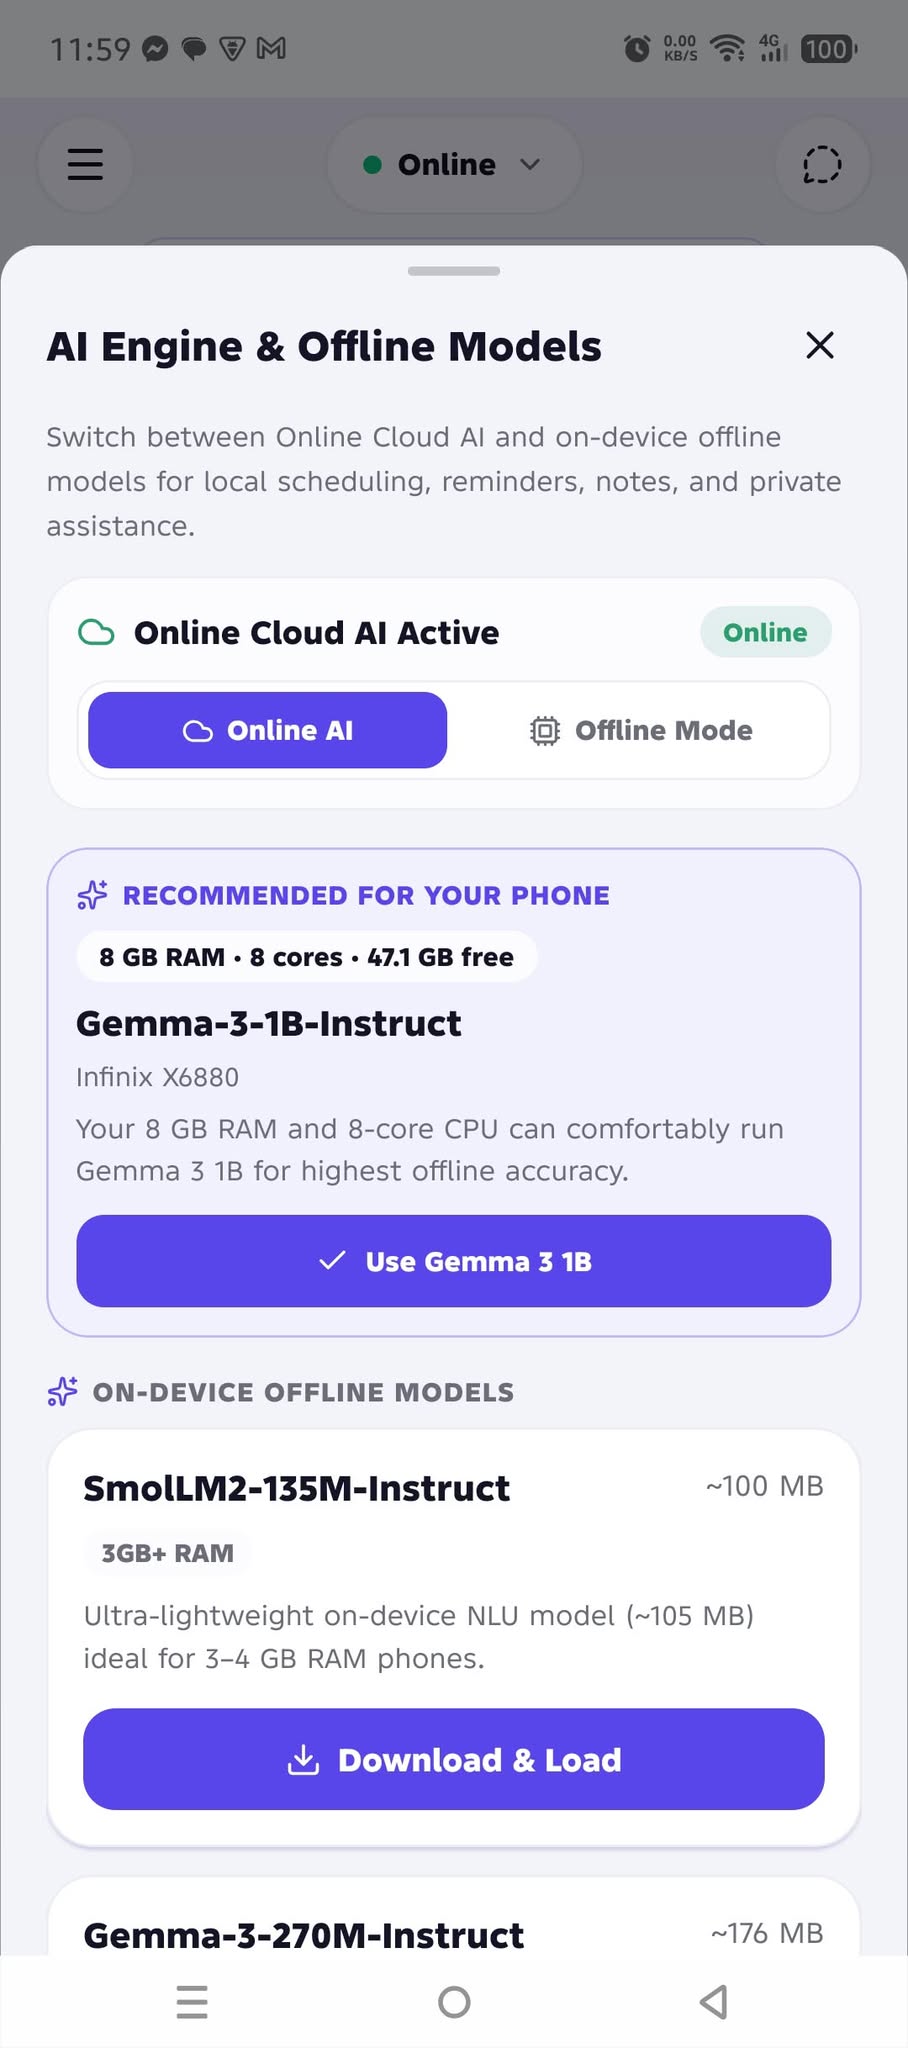 11:59
0.00 KB/S
4G
100
Online
AI Engine & Offline Models
Switch between Online Cloud AI and on-device offline
models for local scheduling, reminders, notes, and private
assistance.
Online Cloud AI Active
Online
Online AI
Offline Mode
RECOMMENDED FOR YOUR PHONE
8 GB RAM • 8 cores • 47.1 GB free
Gemma-3-1B-Instruct
Infinix X6880
Your 8 GB RAM and 8-core CPU can comfortably run
Gemma 3 1B for highest offline accuracy.
Use Gemma 3 1B
ON-DEVICE OFFLINE MODELS
SmolLM2-135M-Instruct
~100 MB
3GB+ RAM
Ultra-lightweight on-device NLU model (~105 MB)
ideal for 3–4 GB RAM phones.
Download & Load
Gemma-3-270M-Instruct
~176 MB